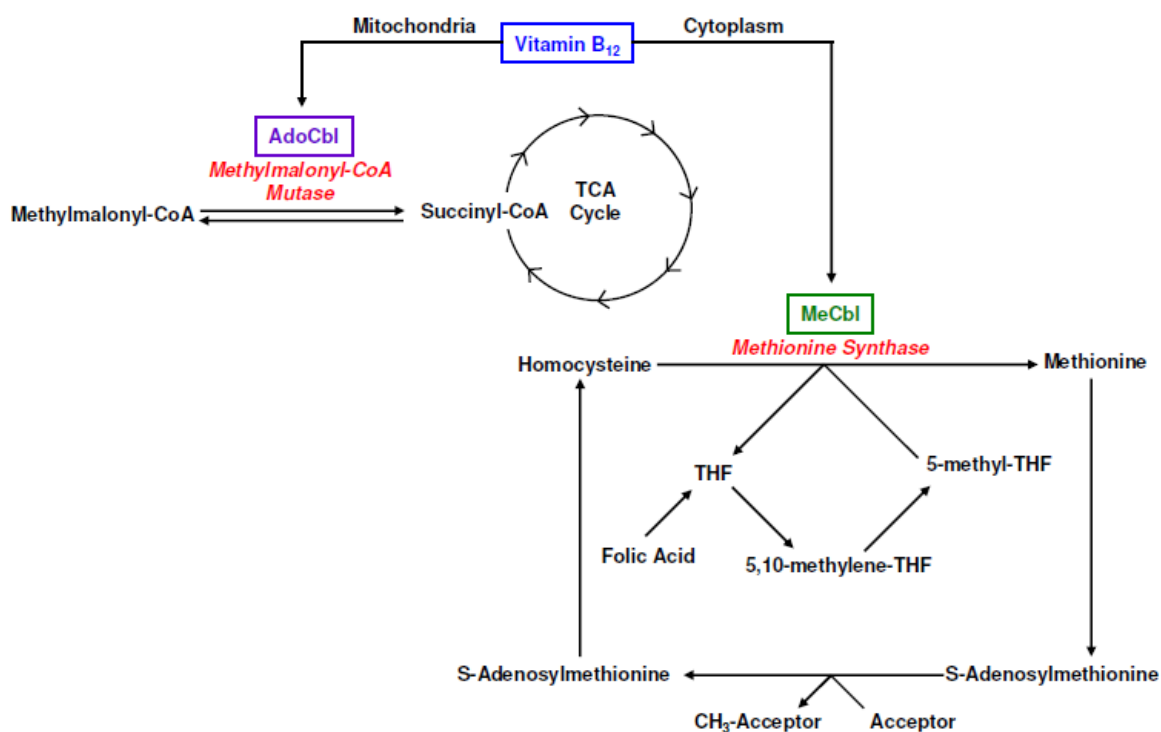 Mitochondria
Vitamin B12
Cytoplasm
AdoCbl
Methylmalonyl-CoA
Mutase
Methylmalonyl-CoA
Succinyl-CoA
TCA
Cycle
MeCbl
Methionine Synthase
Homocysteine
Methionine
THF
5-methyl-THF
Folic Acid
5,10-methylene-THF
S-Adenosylmethionine
S-Adenosylmethionine
CH3-Acceptor
Acceptor